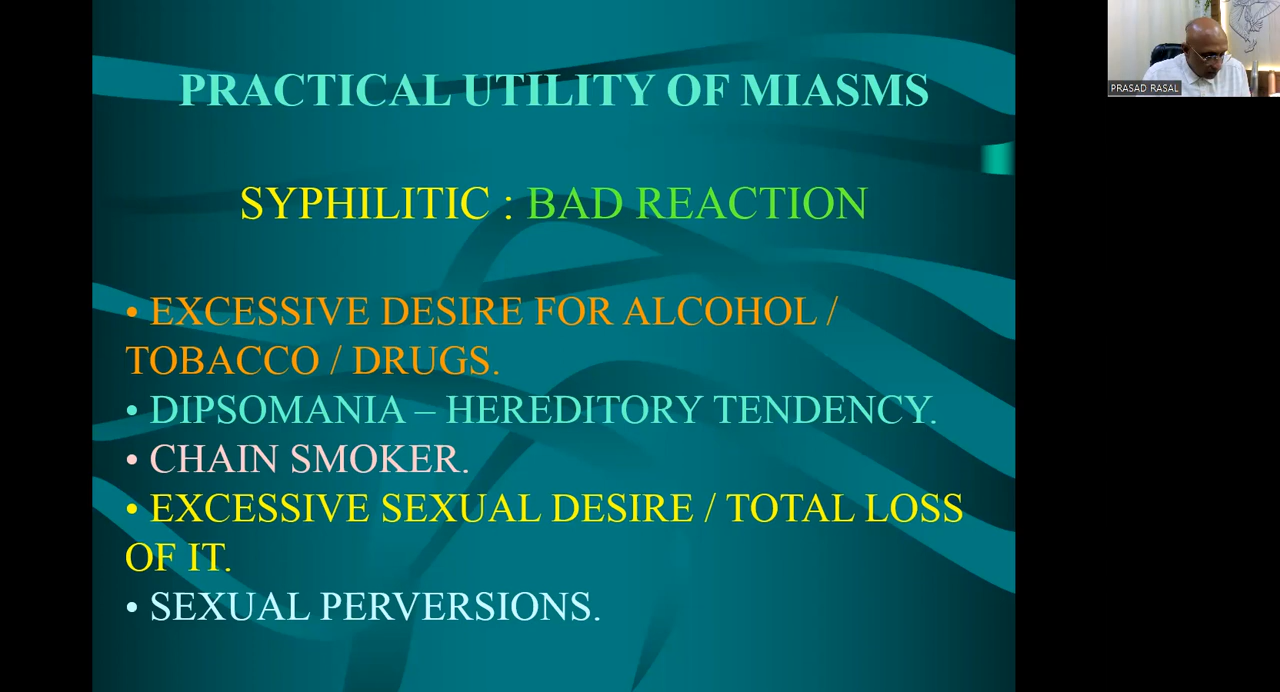 PRACTICAL UTILITY OF MIASMS
SYPHILITIC : BAD REACTION
• EXCESSIVE DESIRE FOR ALCOHOL /
TOBACCO / DRUGS.
• DIPSOMANIA – HEREDITORY TENDENCY.
• CHAIN SMOKER.
• EXCESSIVE SEXUAL DESIRE / TOTAL LOSS
OF IT.
• SEXUAL PERVERSIONS.
PRASAD RASAL